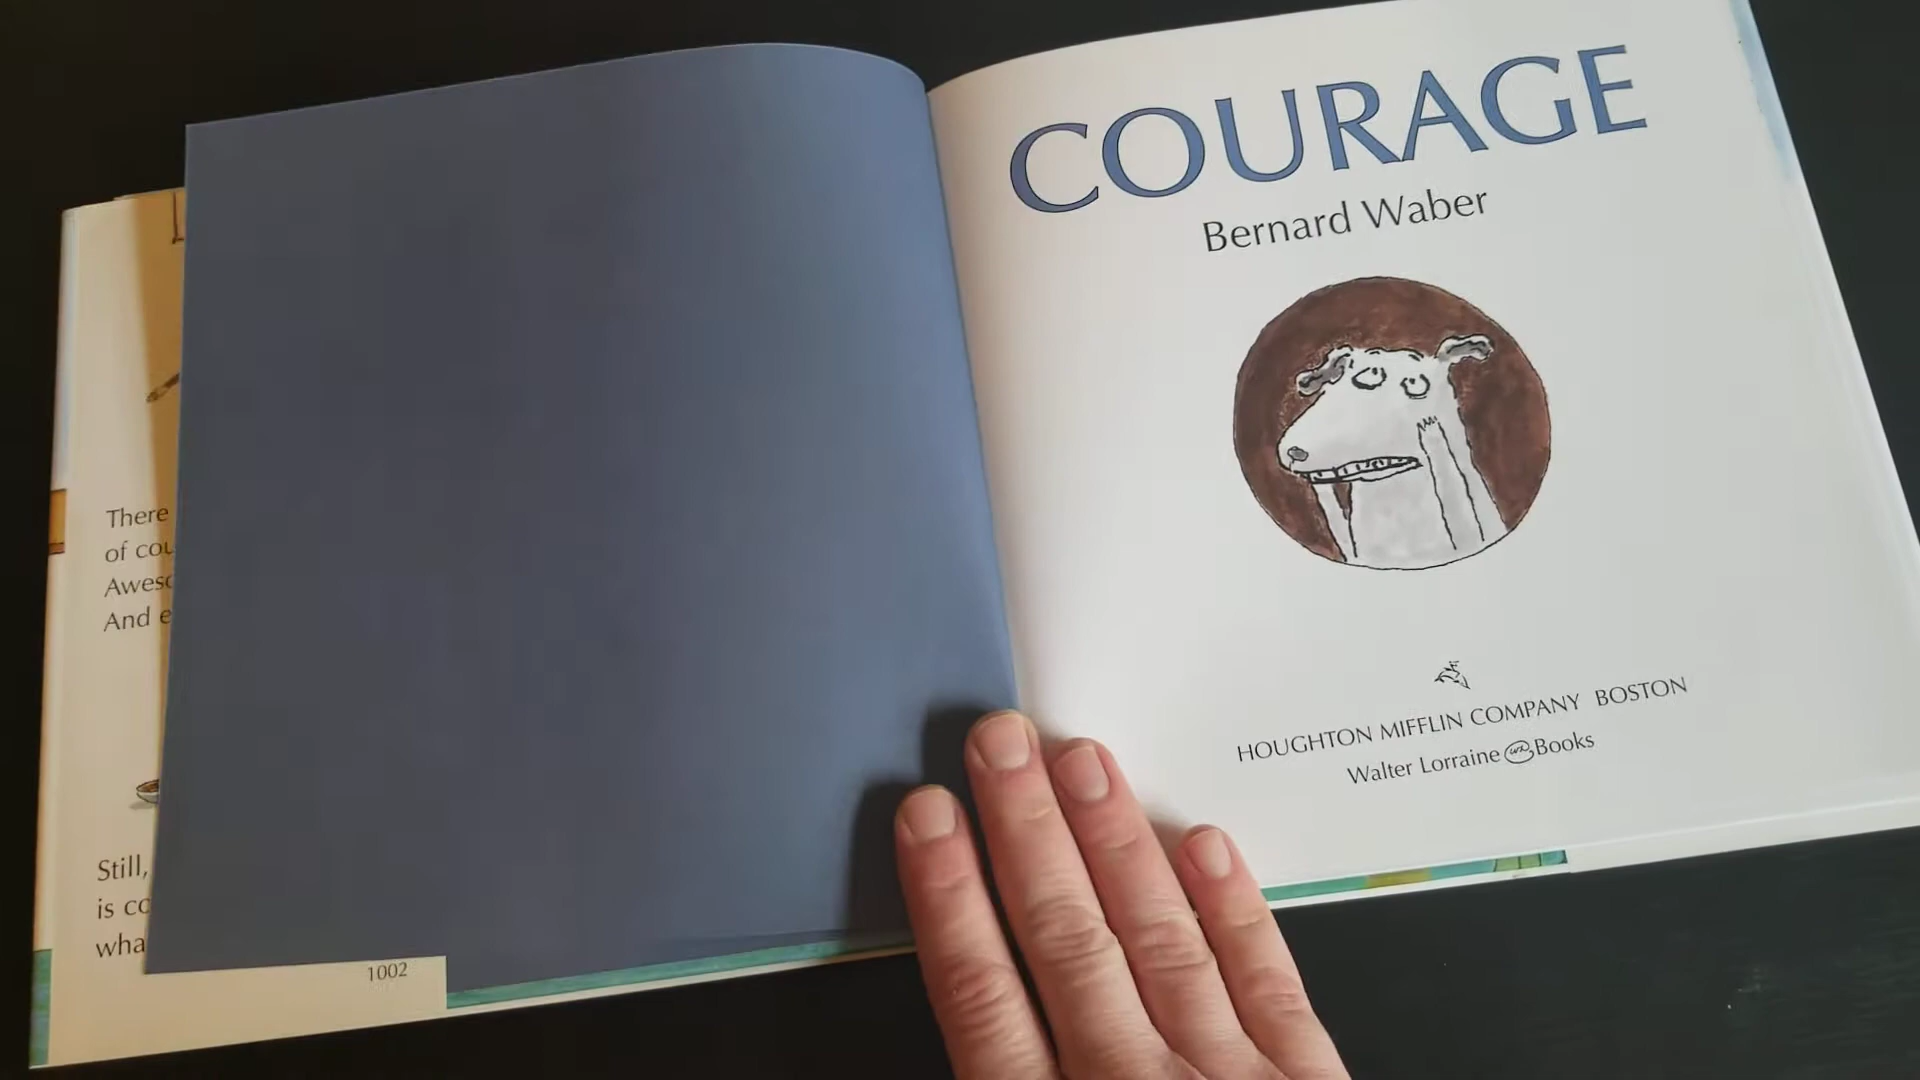 There
of cou
Aweso
And e
Still,
is co
wha
1002
COURAGE
Bernard Waber
HOUGHTON MIFFLIN COMPANY BOSTON
Walter Lorraine Books